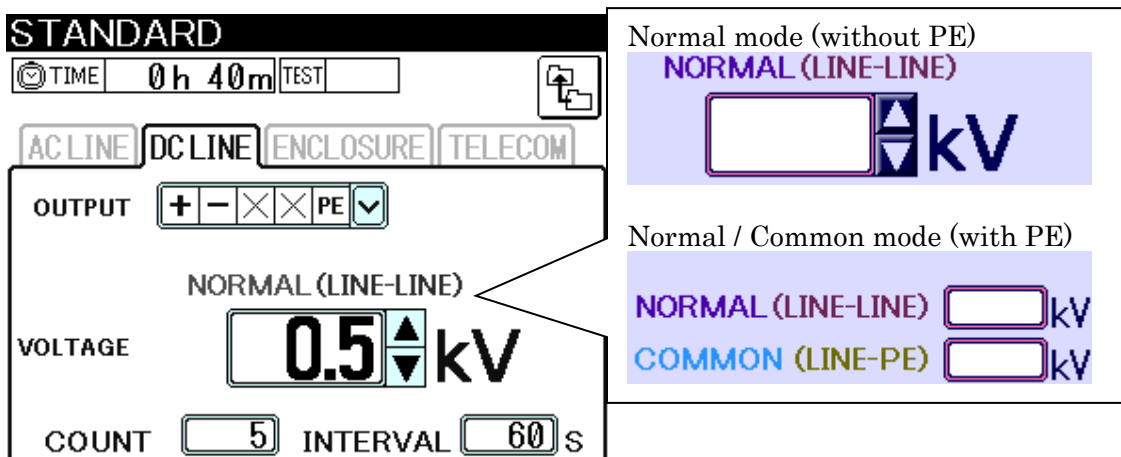 STANDARD
TIME 0h 40m TEST
AC LINE DC LINE ENCLOSURE TELECOM
OUTPUT + - PE
NORMAL (LINE-LINE)
VOLTAGE 0.5 kV
COUNT 5 INTERVAL 60 S
Normal mode (without PE)
NORMAL (LINE-LINE)
kV
Normal / Common mode (with PE)
NORMAL (LINE-LINE) kV
COMMON (LINE-PE) kV